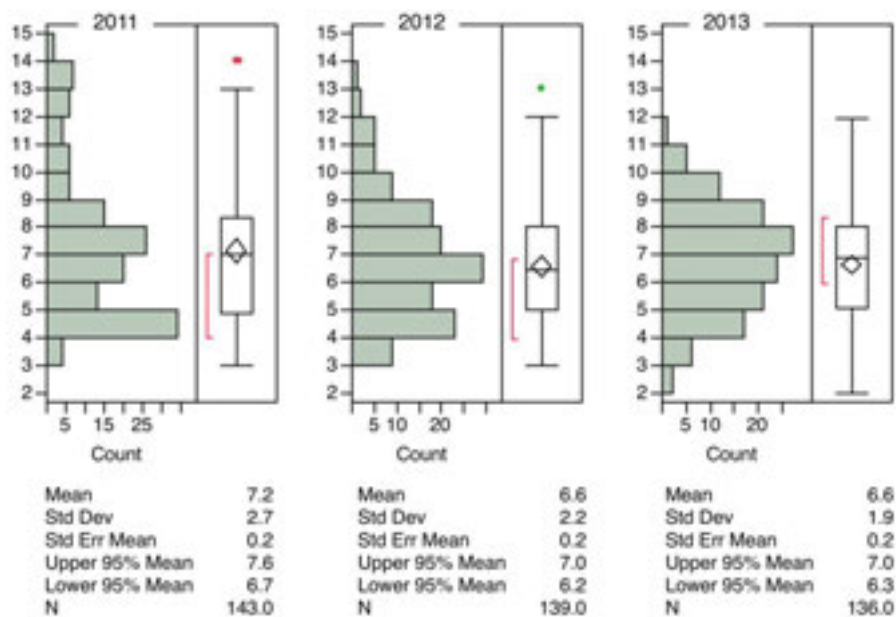 2011
15
14
13
12
11
10
9
8
7
6
5
4
3
2
5 15 25
Count
Mean 7.2
Std Dev 2.7
Std Err Mean 0.2
Upper 95% Mean 7.6
Lower 95% Mean 6.7
N 143.0
2012
15
14
13
12
11
10
9
8
7
6
5
4
3
2
5 10 20
Count
Mean 6.6
Std Dev 2.2
Std Err Mean 0.2
Upper 95% Mean 7.0
Lower 95% Mean 6.2
N 139.0
2013
15
14
13
12
11
10
9
8
7
6
5
4
3
2
5 10 20
Count
Mean 6.6
Std Dev 1.9
Std Err Mean 0.2
Upper 95% Mean 7.0
Lower 95% Mean 6.3
N 136.0